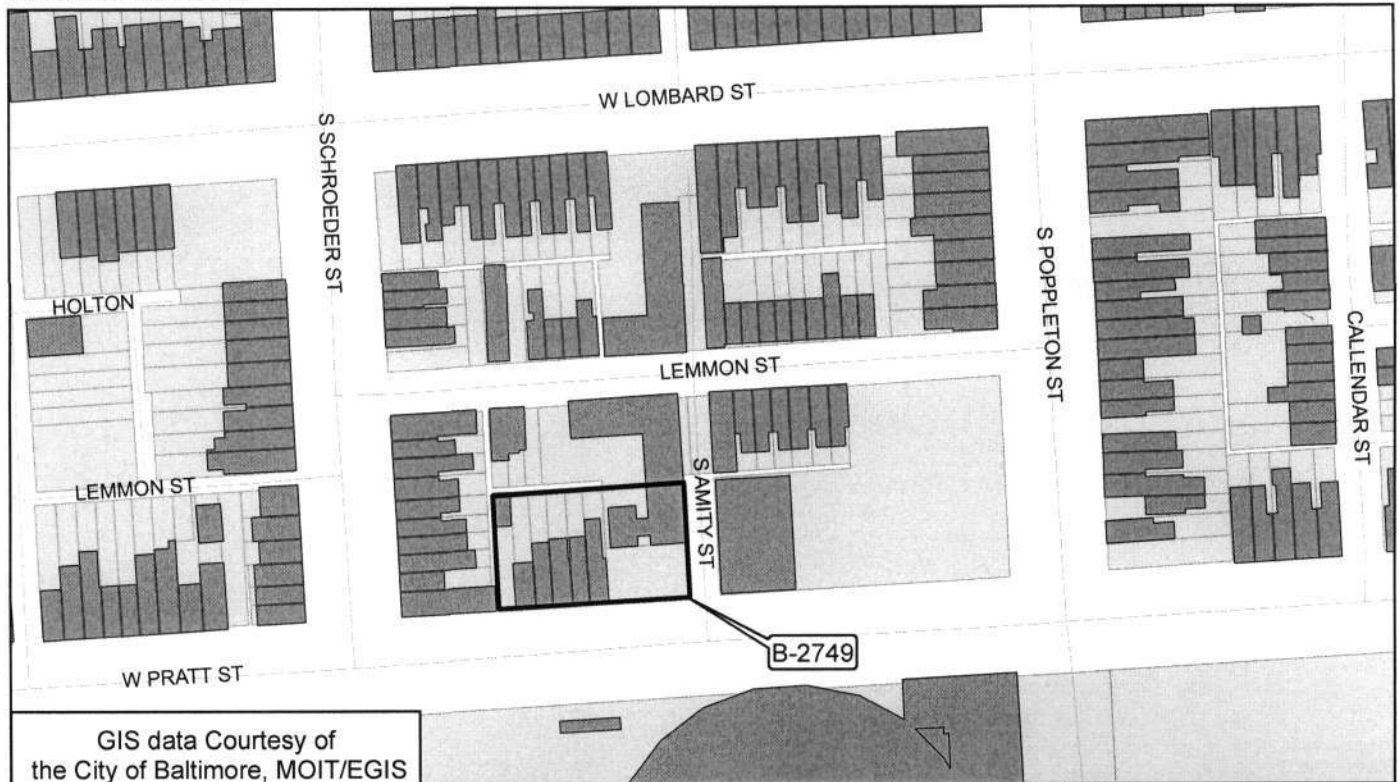 W LOMBARD ST
S SCHROEDER ST
S POPPLETON ST
HOLTON
CALLENDAR ST
LEMMON ST
LEMMON ST
S AMITY ST
B-2749
W PRATT ST
GIS data Courtesy of
the City of Baltimore, MOIT/EGIS